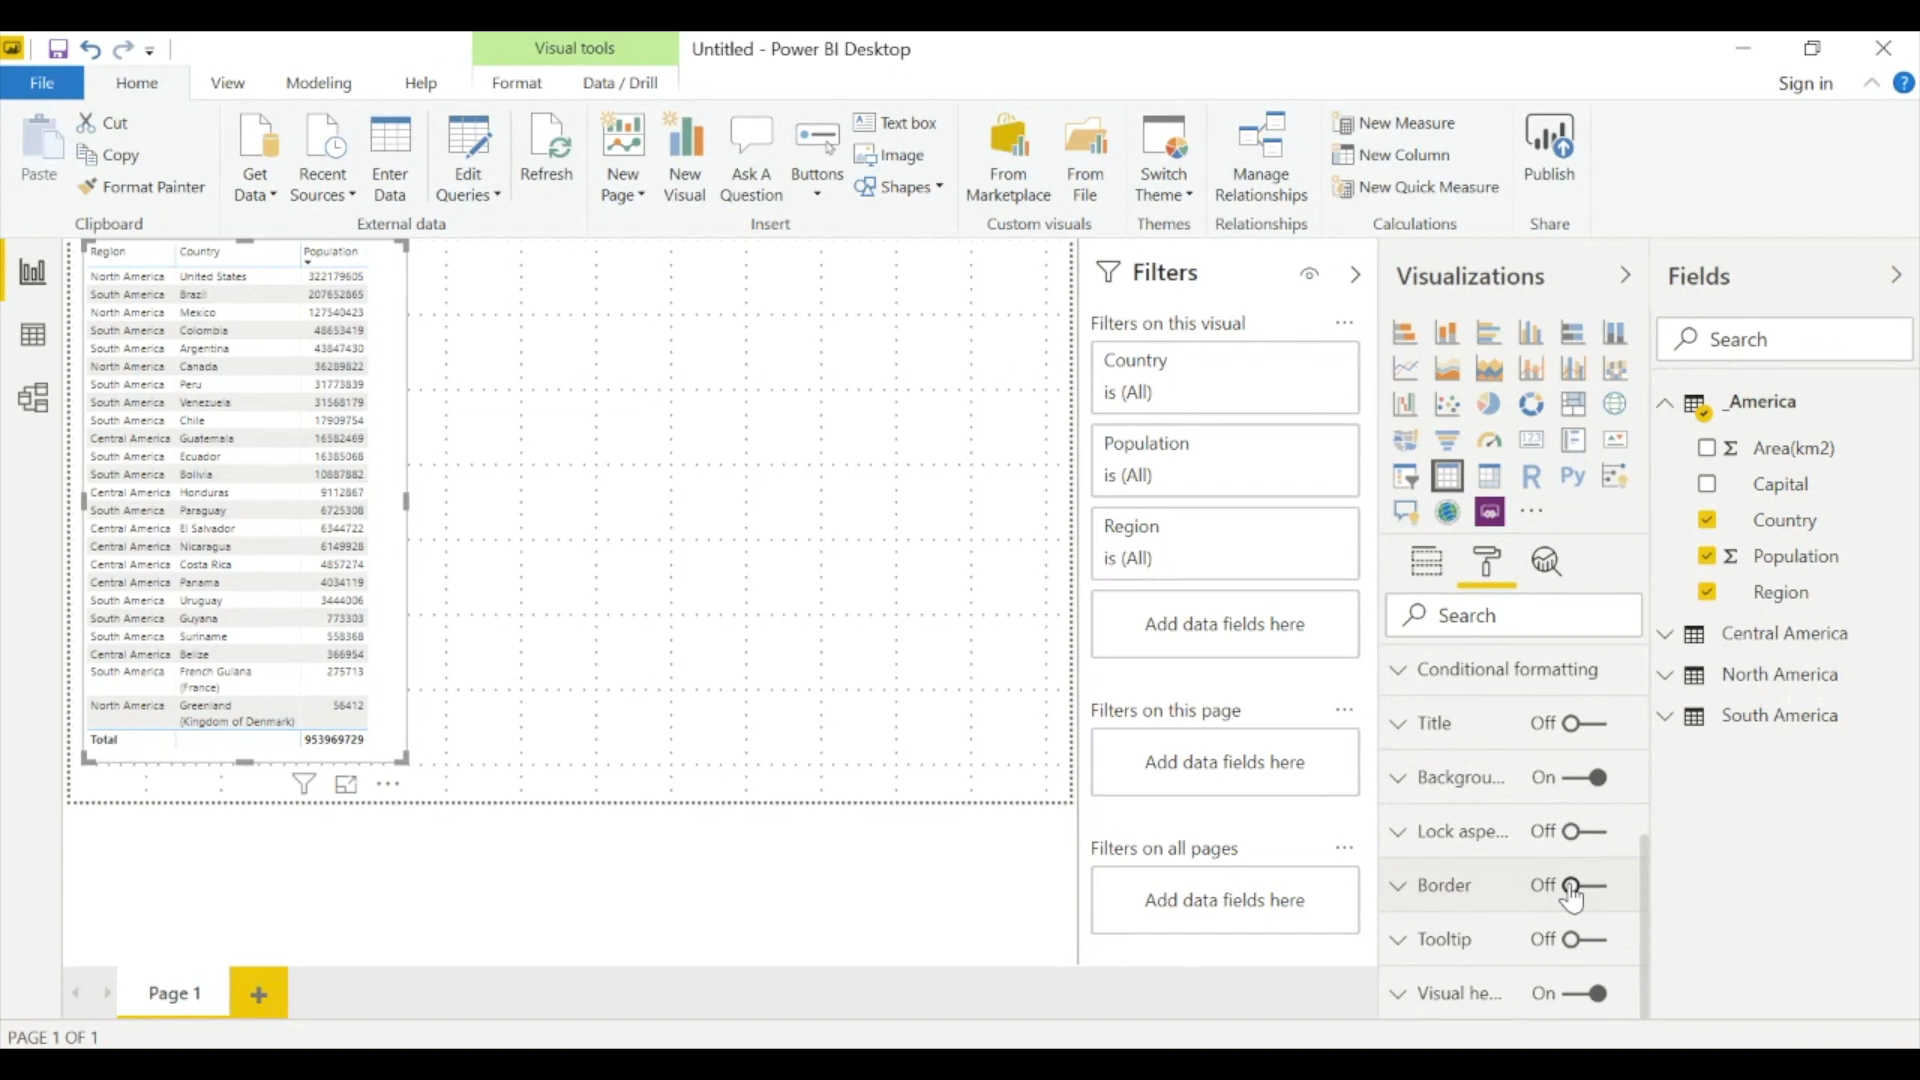 Visual tools
Untitled - Power BI Desktop
File
Home
View
Modeling
Help
Format
Data / Drill
Sign in
?
Paste
Cut
Copy
Format Painter
Clipboard
Get
Data
Recent
Sources
Enter
Data
Edit
Queries
Refresh
External data
New
Page
New
Visual
Ask A
Question
Buttons
Text box
Image
Shapes
Insert
From
Marketplace
From
File
Custom visuals
Switch
Theme
Themes
Manage
Relationships
Relationships
New Measure
New Column
New Quick Measure
Calculations
Publish
Share
Region Country Population
North America United States 322179605
South America Brazil 207652865
North America Mexico 127540423
South America Colombia 48653419
South America Argentina 43847430
North America Canada 36289822
South America Peru 31773839
South America Venezuela 31568179
South America Chile 17909754
Central America Guatemala 16582469
South America Ecuador 16385068
South America Bolivia 10887882
Central America Honduras 9112867
South America Paraguay 6725308
Central America El Salvador 6344722
Central America Nicaragua 6149928
Central America Costa Rica 4857274
Central America Panama 4034119
South America Uruguay 3444006
South America Guyana 773303
South America Suriname 558368
Central America Belize 366954
South America French Guiana 275713
(France)
North America Greenland 56412
(Kingdom of Denmark)
Total 953969729
Filters
Filters on this visual ...
Country
is (All)
Population
is (All)
Region
is (All)
Add data fields here
Filters on this page ...
Add data fields here
Filters on all pages ...
Add data fields here
Visualizations
123
R
Py
...
Search
Conditional formatting
Title Off
Backgrou... On
Lock aspe... Off
Border Off
Tooltip Off
Visual he... On
Fields
Search
_America
Σ Area(km2)
Capital
Country
Σ Population
Region
Central America
North America
South America
Page 1
+
PAGE 1 OF 1